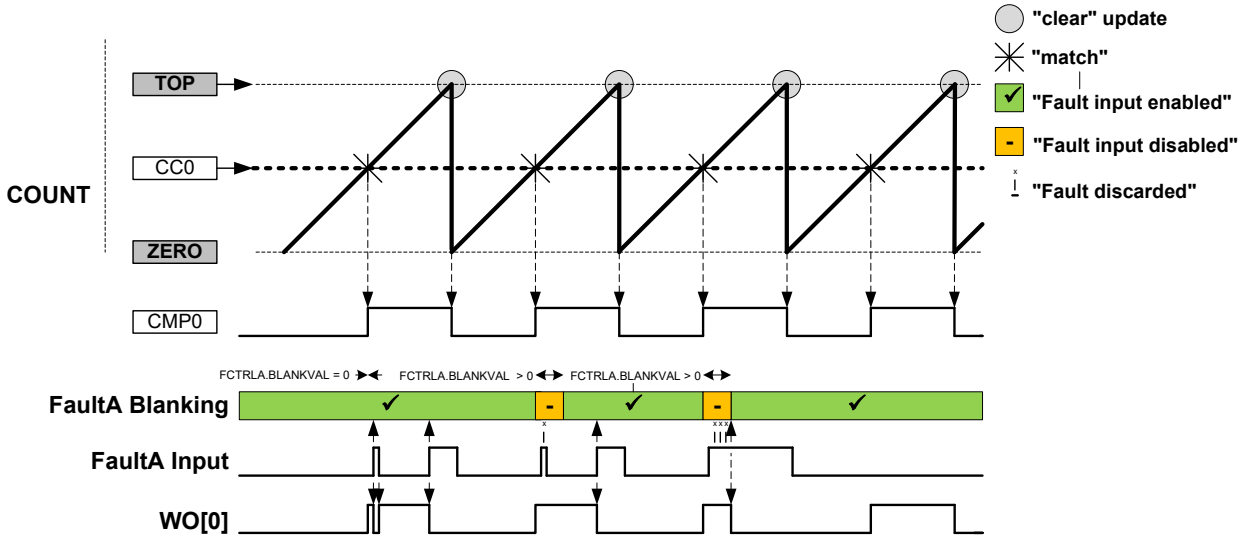 "clear" update
"match"
"Fault input enabled"
"Fault input disabled"
"Fault discarded"
TOP
CC0
COUNT
ZERO
CMP0
FCTRLA.BLANKVAL = 0
FCTRLA.BLANKVAL > 0
FCTRLA.BLANKVAL > 0
FaultA Blanking
- -
x xxx
FaultA Input
WO[0]
-
x